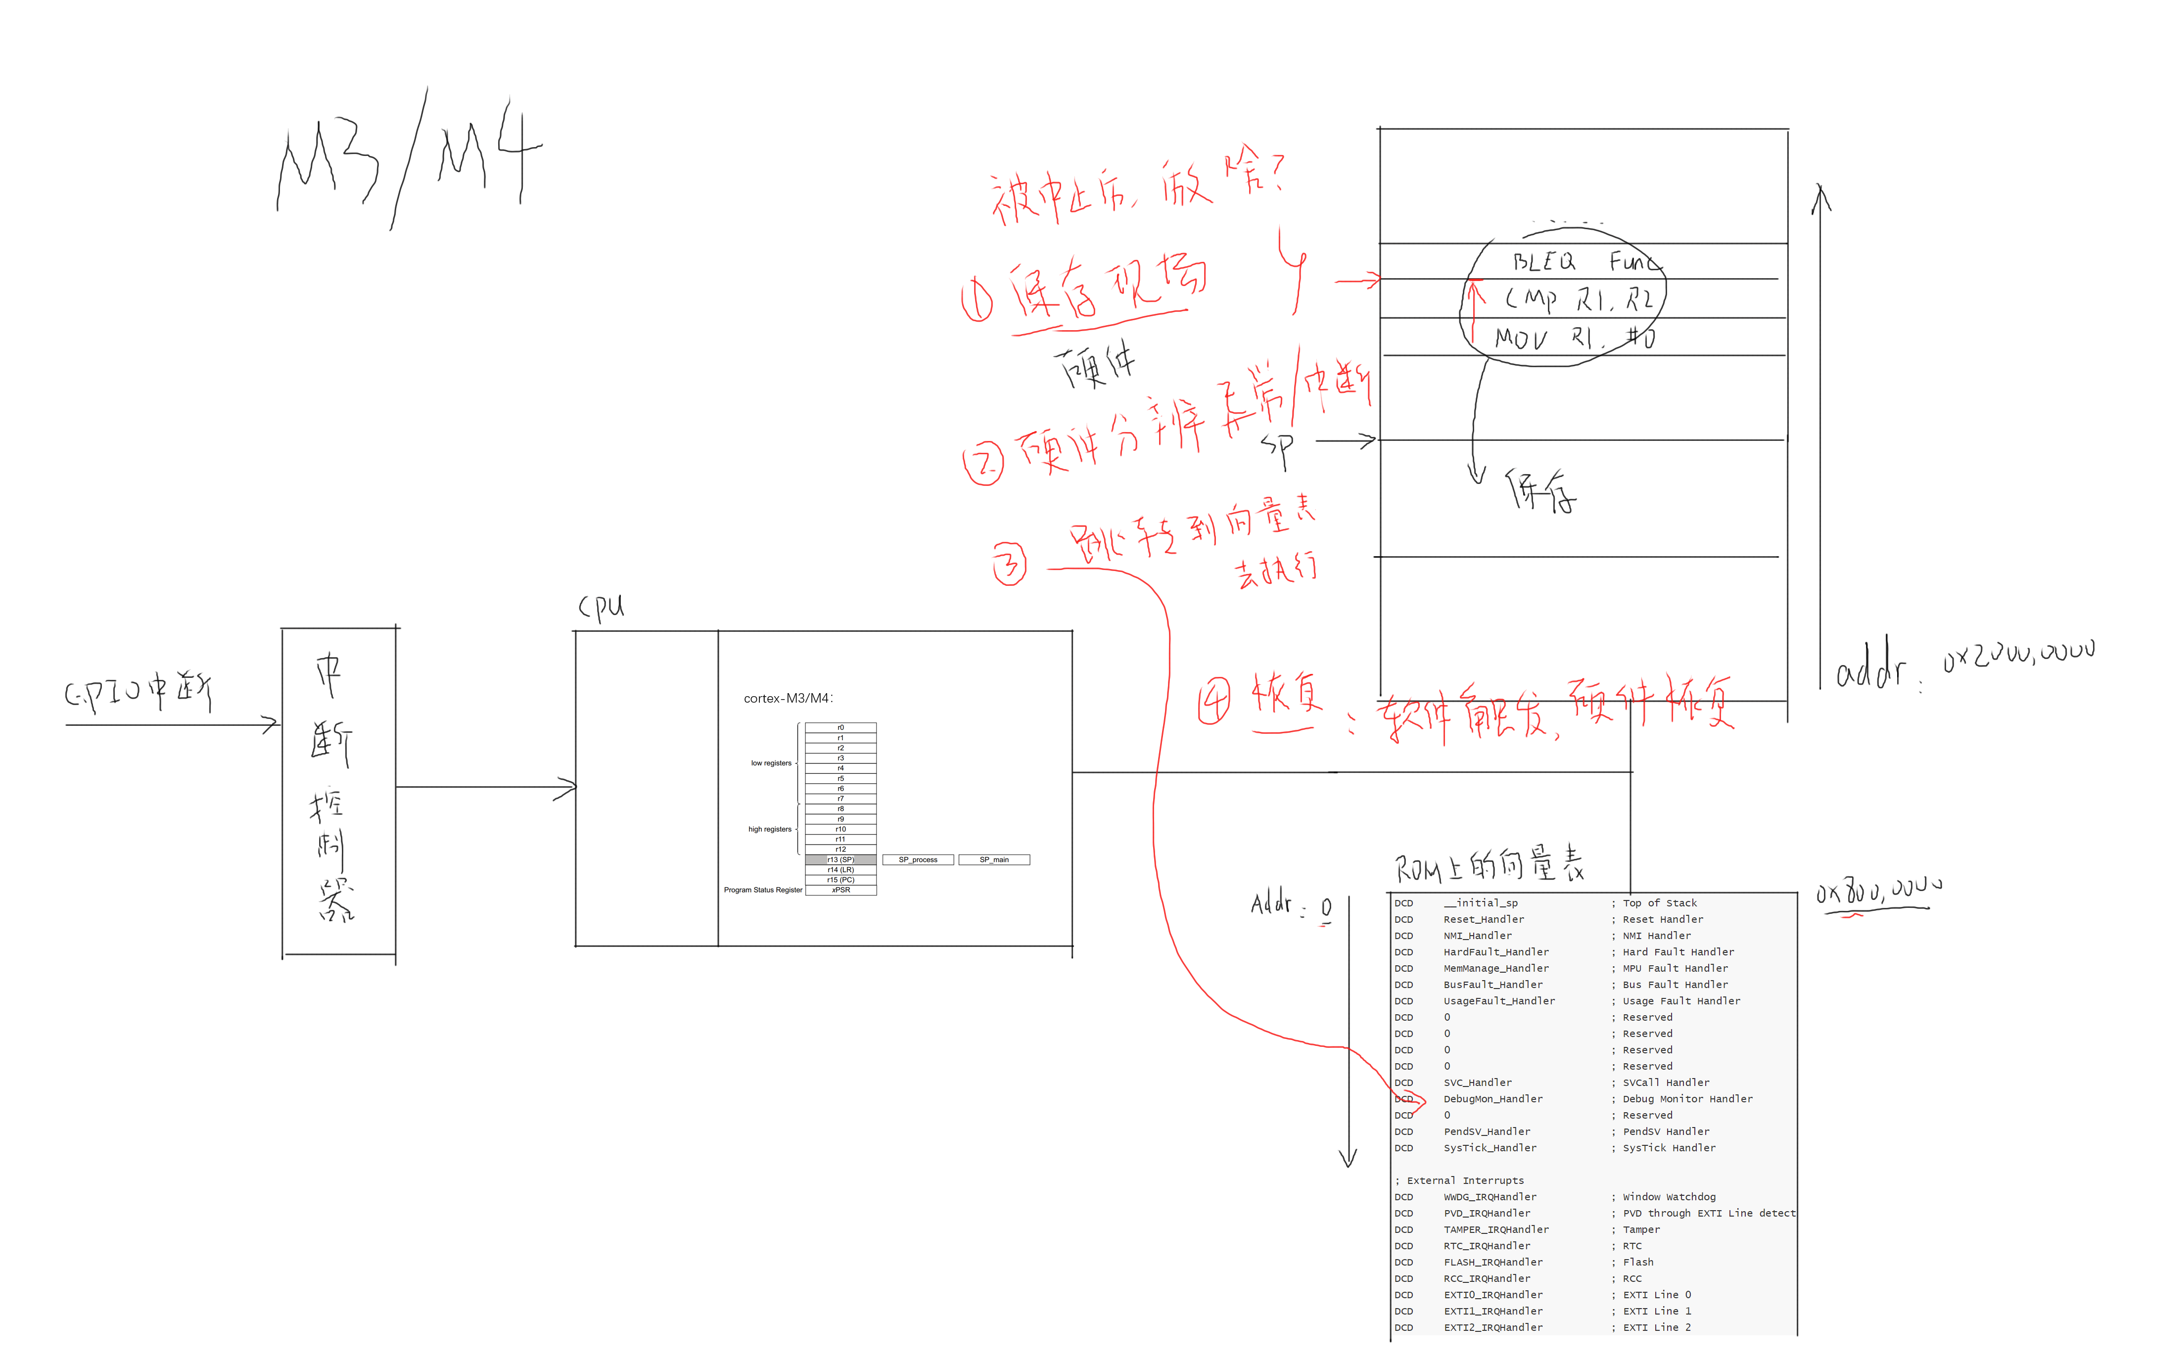 M3/M4
被中止后,做啥?
① 保存现场
硬件
② 硬件分辨异常/中断
③ 跳转到向量表
去执行
④ 恢复:软件触发,硬件恢复
.....
BLEQ Func
CMP R1, R2
MOV R1, #0
SP
保存
addr: 0x2000,0000
GPIO中断
中断控制器
CPU
cortex-M3/M4:
low registers
high registers
Program Status Register
r0
r1
r2
r3
r4
r5
r6
r7
r8
r9
r10
r11
r12
r13 (SP) SP_process SP_main
r14 (LR)
r15 (PC)
xPSR
ROM上的向量表
Addr: 0
0x800,0000
DCD __initial_sp ; Top of Stack
DCD Reset_Handler ; Reset Handler
DCD NMI_Handler ; NMI Handler
DCD HardFault_Handler ; Hard Fault Handler
DCD MemManage_Handler ; MPU Fault Handler
DCD BusFault_Handler ; Bus Fault Handler
DCD UsageFault_Handler ; Usage Fault Handler
DCD 0 ; Reserved
DCD 0 ; Reserved
DCD 0 ; Reserved
DCD 0 ; Reserved
DCD SVC_Handler ; SVCall Handler
DCD DebugMon_Handler ; Debug Monitor Handler
DCD 0 ; Reserved
DCD PendSV_Handler ; PendSV Handler
DCD SysTick_Handler ; SysTick Handler
; External Interrupts
DCD WWDG_IRQHandler ; Window Watchdog
DCD PVD_IRQHandler ; PVD through EXTI Line detect
DCD TAMPER_IRQHandler ; Tamper
DCD RTC_IRQHandler ; RTC
DCD FLASH_IRQHandler ; Flash
DCD RCC_IRQHandler ; RCC
DCD EXTI0_IRQHandler ; EXTI Line 0
DCD EXTI1_IRQHandler ; EXTI Line 1
DCD EXTI2_IRQHandler ; EXTI Line 2